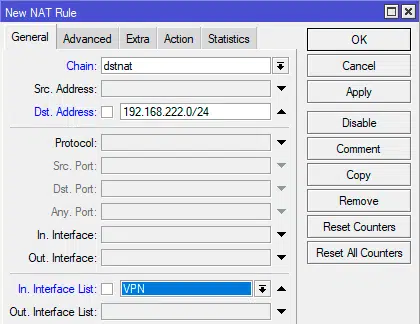 New NAT Rule
General Advanced Extra Action Statistics
Chain: dstnat
Src. Address:
Dst. Address: 192.168.222.0/24
Protocol:
Src. Port:
Dst. Port:
Any. Port:
In. Interface:
Out. Interface:
In. Interface List: VPN
Out. Interface List:
OK
Cancel
Apply
Disable
Comment
Copy
Remove
Reset Counters
Reset All Counters